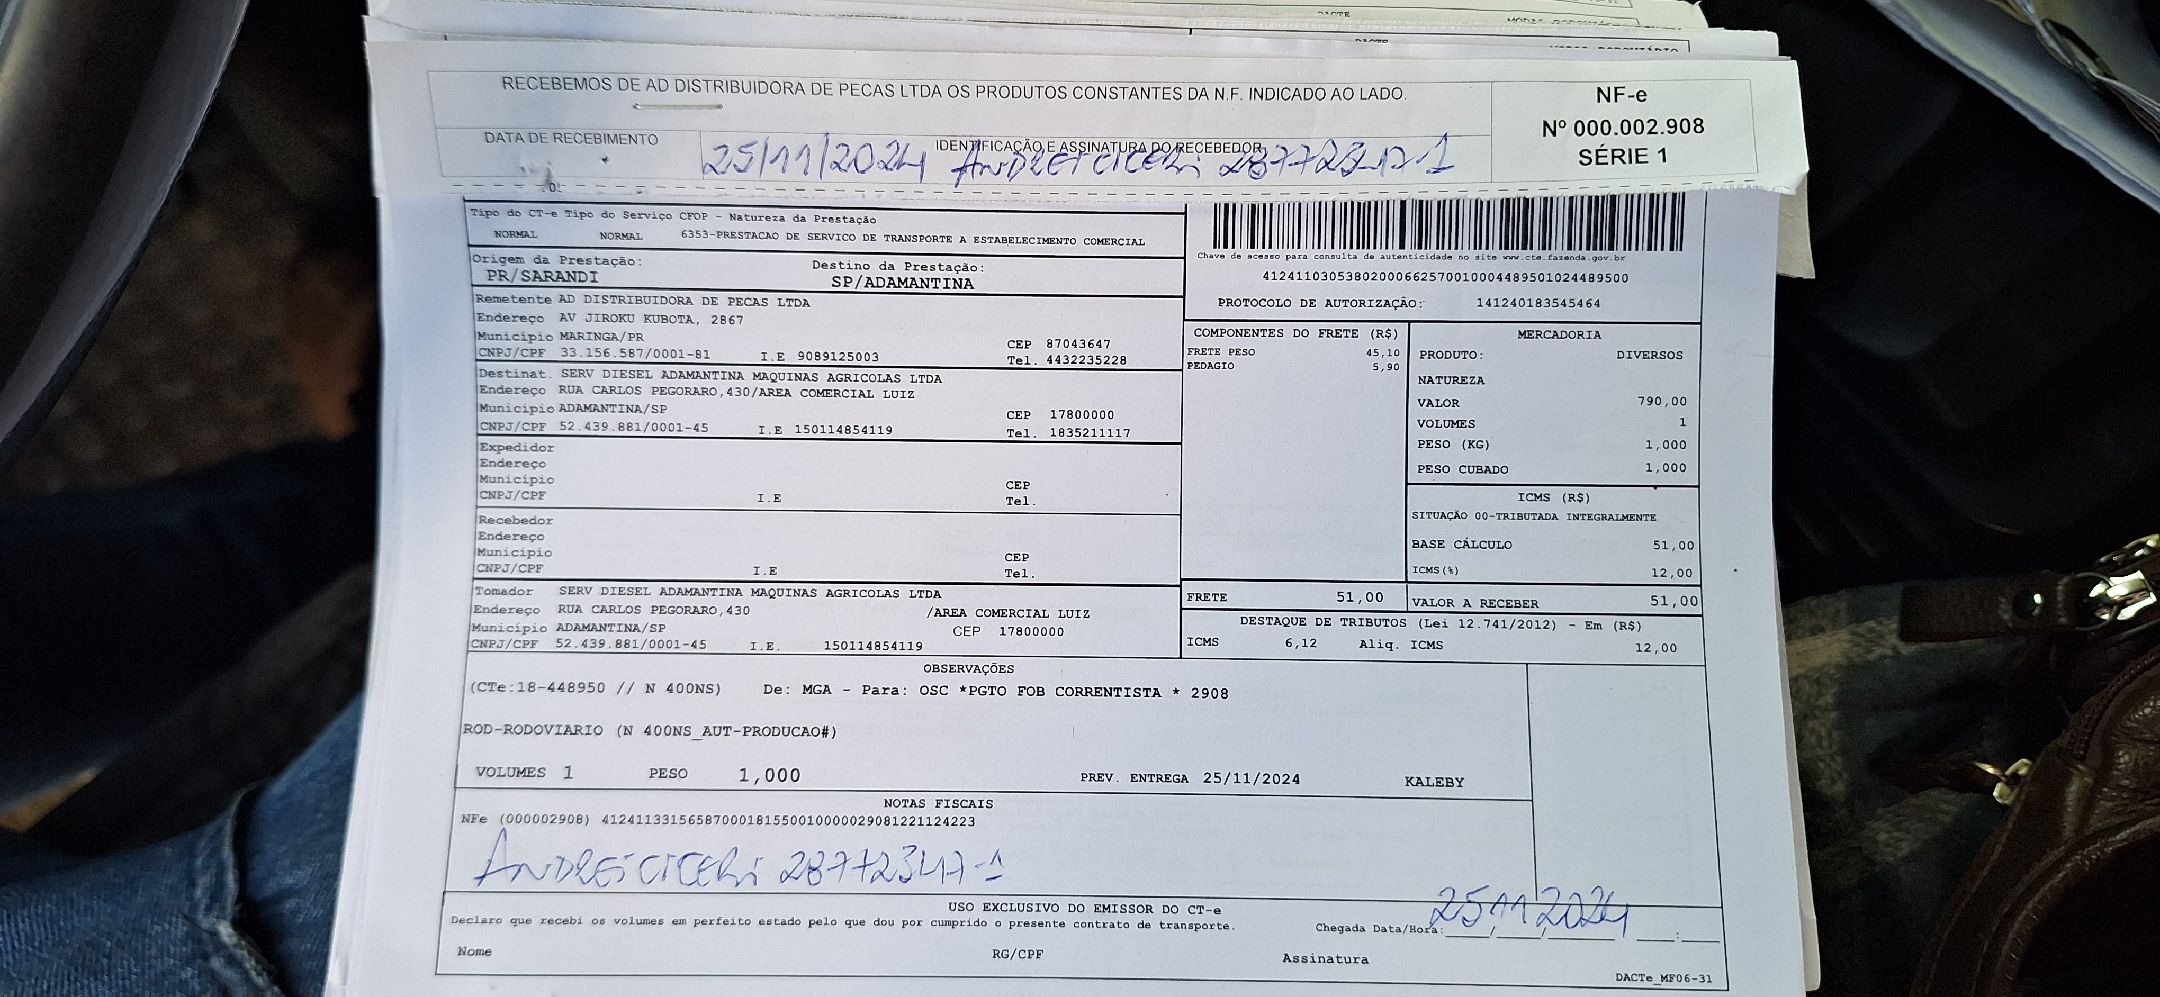 RECEBEMOS DE AD DISTRIBUIDORA DE PECAS LTDA OS PRODUTOS CONSTANTES DA N.F. INDICADO AO LADO.
NF-e
Nº 000.002.908
SÉRIE 1
DATA DE RECEBIMENTO
IDENTIFICAÇÃO E ASSINATURA DO RECEBEDOR
25/11/2024 ANDREI CICERI 28772347-1
Tipo do CT-e Tipo do Serviço CFOP - Natureza da Prestação
NORMAL NORMAL 6353-PRESTACAO DE SERVICO DE TRANSPORTE A ESTABELECIMENTO COMERCIAL
Origem da Prestação: Destino da Prestação:
PR/SARANDI SP/ADAMANTINA
Chave de acesso para consulta de autenticidade no site www.cte.fazenda.gov.br
41241103053802000662570010004489501024489500
PROTOCOLO DE AUTORIZAÇÃO: 141240183545464
Remetente AD DISTRIBUIDORA DE PECAS LTDA
Endereço AV JIROKU KUBOTA, 2867
Município MARINGA/PR CEP 87043647
CNPJ/CPF 33.156.587/0001-81 I.E 9089125003 Tel. 4432235228
Destinat. SERV DIESEL ADAMANTINA MAQUINAS AGRICOLAS LTDA
Endereço RUA CARLOS PEGORARO,430/AREA COMERCIAL LUIZ
Município ADAMANTINA/SP CEP 17800000
CNPJ/CPF 52.439.881/0001-45 I.E 150114854119 Tel. 1835211117
Expedidor
Endereço
Município CEP
CNPJ/CPF I.E Tel.
Recebedor
Endereço
Município CEP
CNPJ/CPF I.E Tel.
Tomador SERV DIESEL ADAMANTINA MAQUINAS AGRICOLAS LTDA
Endereço RUA CARLOS PEGORARO,430 /AREA COMERCIAL LUIZ
Município ADAMANTINA/SP CEP 17800000
CNPJ/CPF 52.439.881/0001-45 I.E. 150114854119
COMPONENTES DO FRETE (R$)
FRETE PESO 45,10
PEDAGIO 5,90
MERCADORIA
PRODUTO: DIVERSOS
NATUREZA
VALOR 790,00
VOLUMES 1
PESO (KG) 1,000
PESO CUBADO 1,000
ICMS (R$)
SITUAÇÃO 00-TRIBUTADA INTEGRALMENTE
BASE CÁLCULO 51,00
ICMS(%) 12,00
FRETE 51,00 VALOR A RECEBER 51,00
DESTAQUE DE TRIBUTOS (Lei 12.741/2012) - Em (R$)
ICMS 6,12 Aliq. ICMS 12,00
OBSERVAÇÕES
(CTe:18-448950 // N 400NS) De: MGA - Para: OSC *PGTO FOB CORRENTISTA * 2908
ROD-RODOVIARIO (N 400NS_AUT-PRODUCAO#)
VOLUMES 1 PESO 1,000 PREV. ENTREGA 25/11/2024 KALEBY
NOTAS FISCAIS
NFe (000002908) 41241133156587000181550010000029081221124223
ANDREI CICERI 28772347-1
USO EXCLUSIVO DO EMISSOR DO CT-e
Declaro que recebi os volumes em perfeito estado pelo que dou por cumprido o presente contrato de transporte.
Chegada Data/Hora: 25 11 2024
Nome RG/CPF Assinatura
DACTe_MF06-31